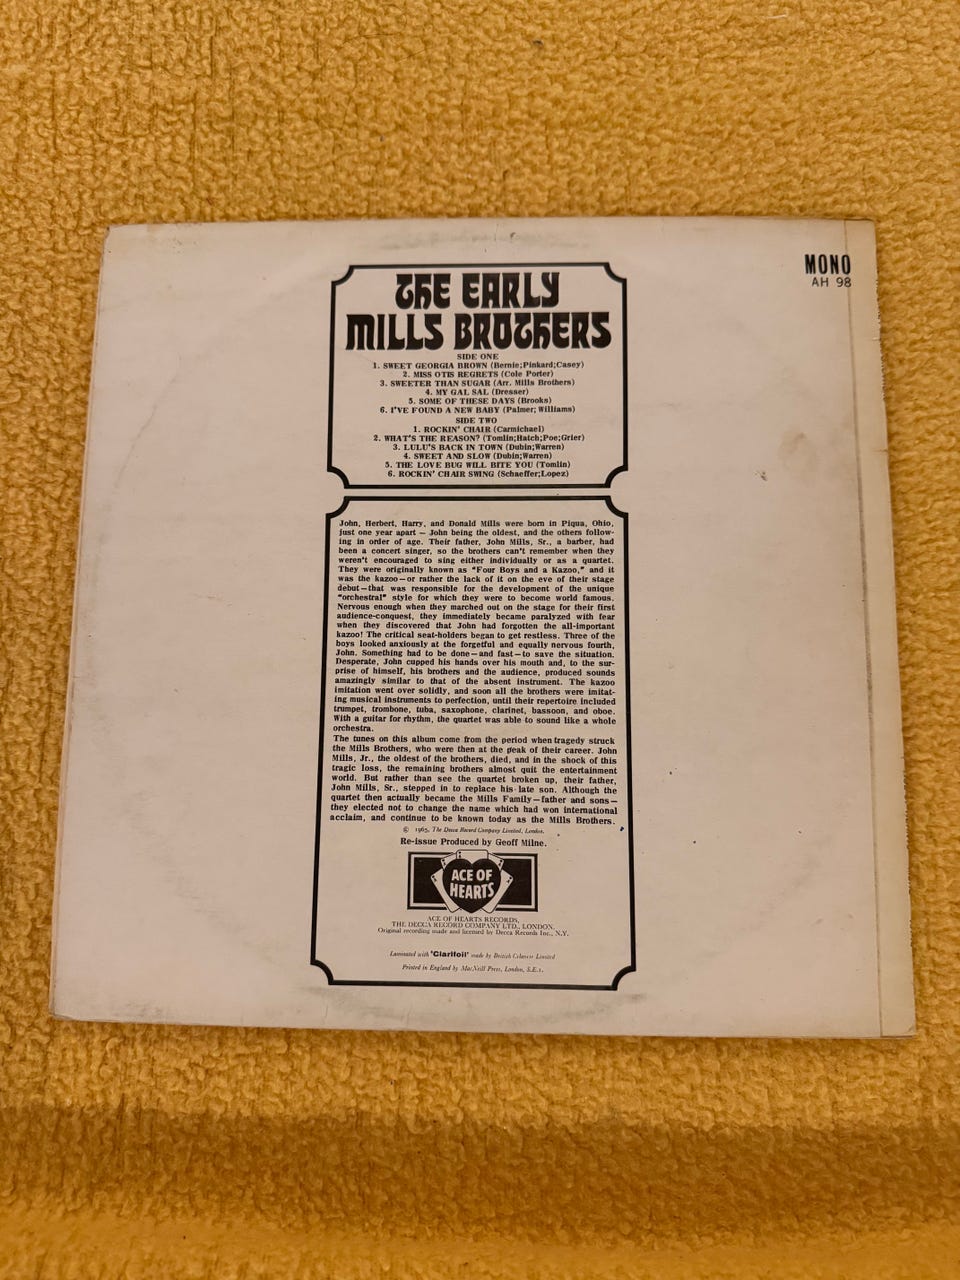 MONO
AH 98
THE EARLY
MILLS BROTHERS
SIDE ONE
1. SWEET GEORGIA BROWN (Bernie;Pinkard;Casey)
2. MISS OTIS REGRETS (Cole Porter)
3. SWEETER THAN SUGAR (Arr. Mills Brothers)
4. MY GAL SAL (Dresser)
5. SOME OF THESE DAYS (Brooks)
6. I'VE FOUND A NEW BABY (Palmer; Williams)
SIDE TWO
1. ROCKIN' CHAIR (Carmichael)
2. WHAT'S THE REASON? (Tomlin;Hatch;Poe;Grier)
3. LULU'S BACK IN TOWN (Dubin;Warren)
4. SWEET AND SLOW (Dubin;Warren)
5. THE LOVE BUG WILL BITE YOU (Tomlin)
6. ROCKIN' CHAIR SWING (Schaeffer;Lopez)
John, Herbert, Harry, and Donald Mills were born in Piqua, Ohio,
just one year apart – John being the oldest, and the others follow-
ing in order of age. Their father, John Mills, Sr., a barber, had
been a concert singer, so the brothers can't remember when they
weren't encouraged to sing either individually or as a quartet.
They were originally known as "Four Boys and a Kazoo," and it
was the kazoo – or rather the lack of it on the eve of their stage
debut – that was responsible for the development of the unique
"orchestral" style for which they were to become world famous.
Nervous enough when they marched out on the stage for their first
audience-conquest, they immediately became paralyzed with fear
when they discovered that John had forgotten the all-important
kazoo! The critical seat-holders began to get restless. Three of the
boys looked anxiously at the forgetful and equally nervous fourth,
John. Something had to be done – and fast – to save the situation.
Desperate, John cupped his hands over his mouth and, to the sur-
prise of himself, his brothers and the audience, produced sounds
amazingly similar to that of the absent instrument. The kazoo
imitation went over solidly, and soon all the brothers were imitat-
ing musical instruments to perfection, until their repertoire included
trumpet, trombone, tuba, saxophone, clarinet, bassoon, and oboe.
With a guitar for rhythm, the quartet was able to sound like a whole
orchestra.
The tunes on this album come from the period when tragedy struck
the Mills Brothers, who were then at the peak of their career. John
Mills, Jr., the oldest of the brothers, died, and in the shock of this
tragic loss, the remaining brothers almost quit the entertainment
world. But rather than see the quartet broken up, their father,
John Mills, Sr., stepped in to replace his late son. Although the
quartet then actually became the Mills Family – father and sons –
they elected not to change the name which had won international
acclaim, and continue to be known today as the Mills Brothers.
© 1965, The Decca Record Company Limited, London.
Re-issue Produced by Geoff Milne.
ACE OF
HEARTS
ACE OF HEARTS RECORDS,
THE DECCA RECORD COMPANY LTD., LONDON.
Original recording made and licensed by Decca Records Inc., N.Y.
Laminated with 'Clarifoil' made by British Celanese Limited
Printed in England by MacNeill Press, London, S.E.1.